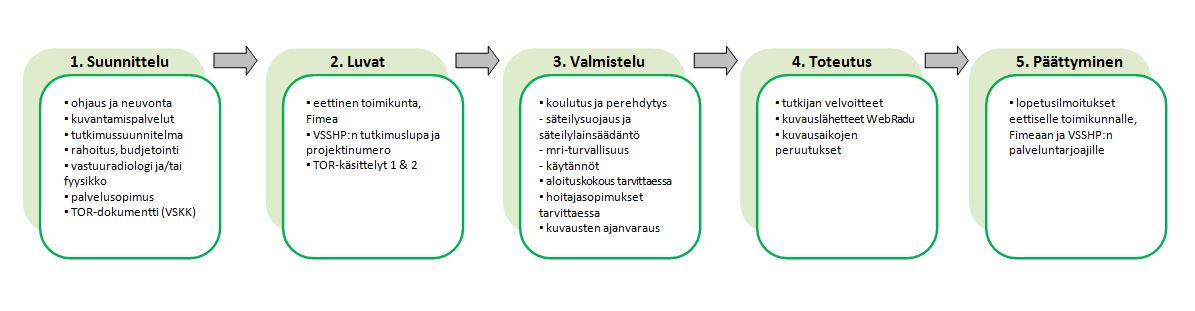 1. Suunnittelu
▪ ohjaus ja neuvonta
▪ kuvantamispalvelut
▪ tutkimussuunnitelma
▪ rahoitus, budjetointi
▪ vastuuradiologi ja/tai
fyysikko
▪ palvelusopimus
▪ TOR-dokumentti (VSKK)
2. Luvat
▪ eettinen toimikunta,
Fimea
▪ VSSHP:n tutkimuslupa ja
projektinumero
▪ TOR-käsittelyt 1 & 2
3. Valmistelu
▪ koulutus ja perehdytys
- säteilysuojaus ja
säteilylainsäädäntö
- mri-turvallisuus
- käytännöt
▪ aloituskokous tarvittaessa
▪ hoitajasopimukset
tarvittaessa
▪ kuvausten ajanvaraus
4. Toteutus
▪ tutkijan velvoitteet
▪ kuvauslähetteet WebRadu
▪ kuvausaikojen
peruutukset
5. Päättyminen
▪ lopetusilmoitukset
eettiselle toimikunnalle,
Fimeaan ja VSSHP:n
palveluntarjoajille